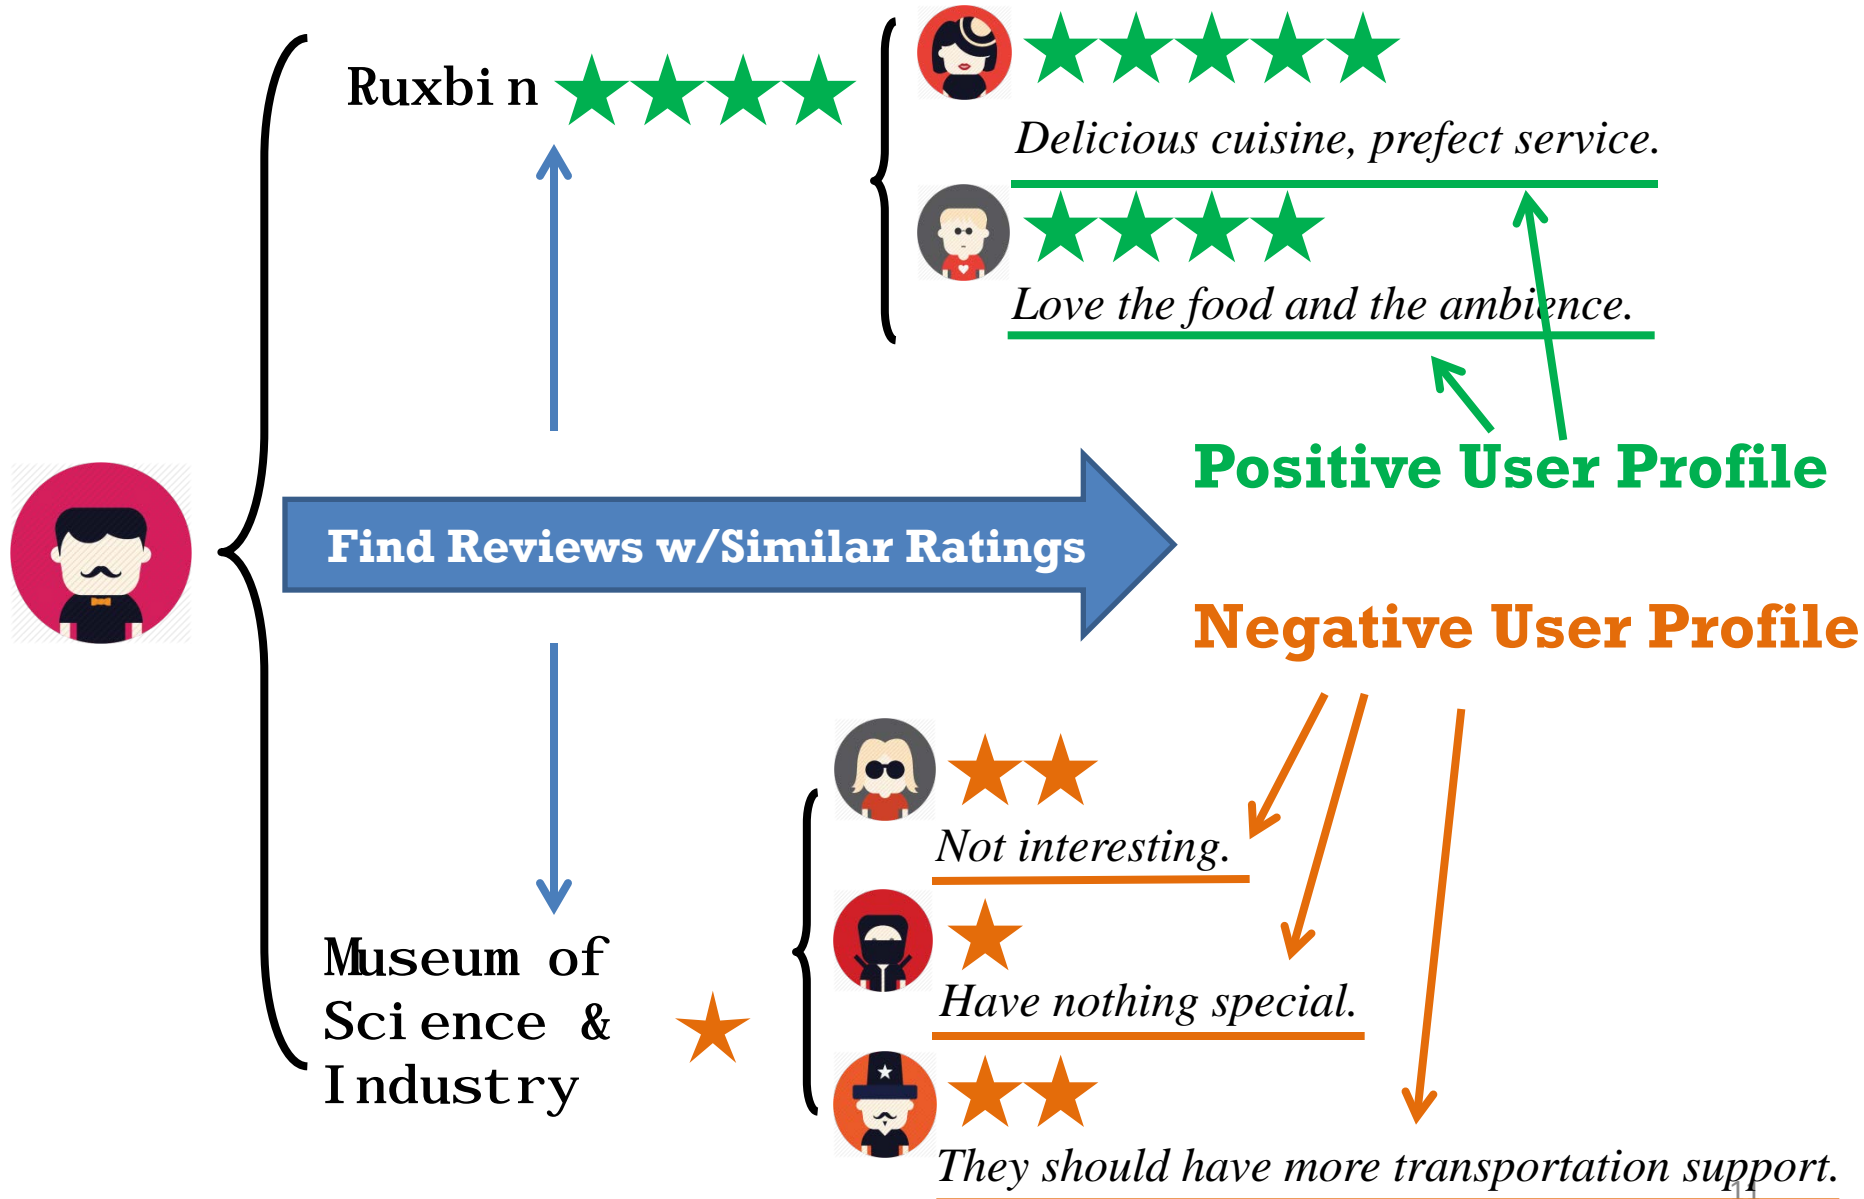 Ruxbin
Delicious cuisine, prefect service.
Love the food and the ambience.
Positive User Profile
Find Reviews w/Similar Ratings
Negative User Profile
Not interesting.
Museum of
Science &
Industry
Have nothing special.
They should have more transportation support.
11